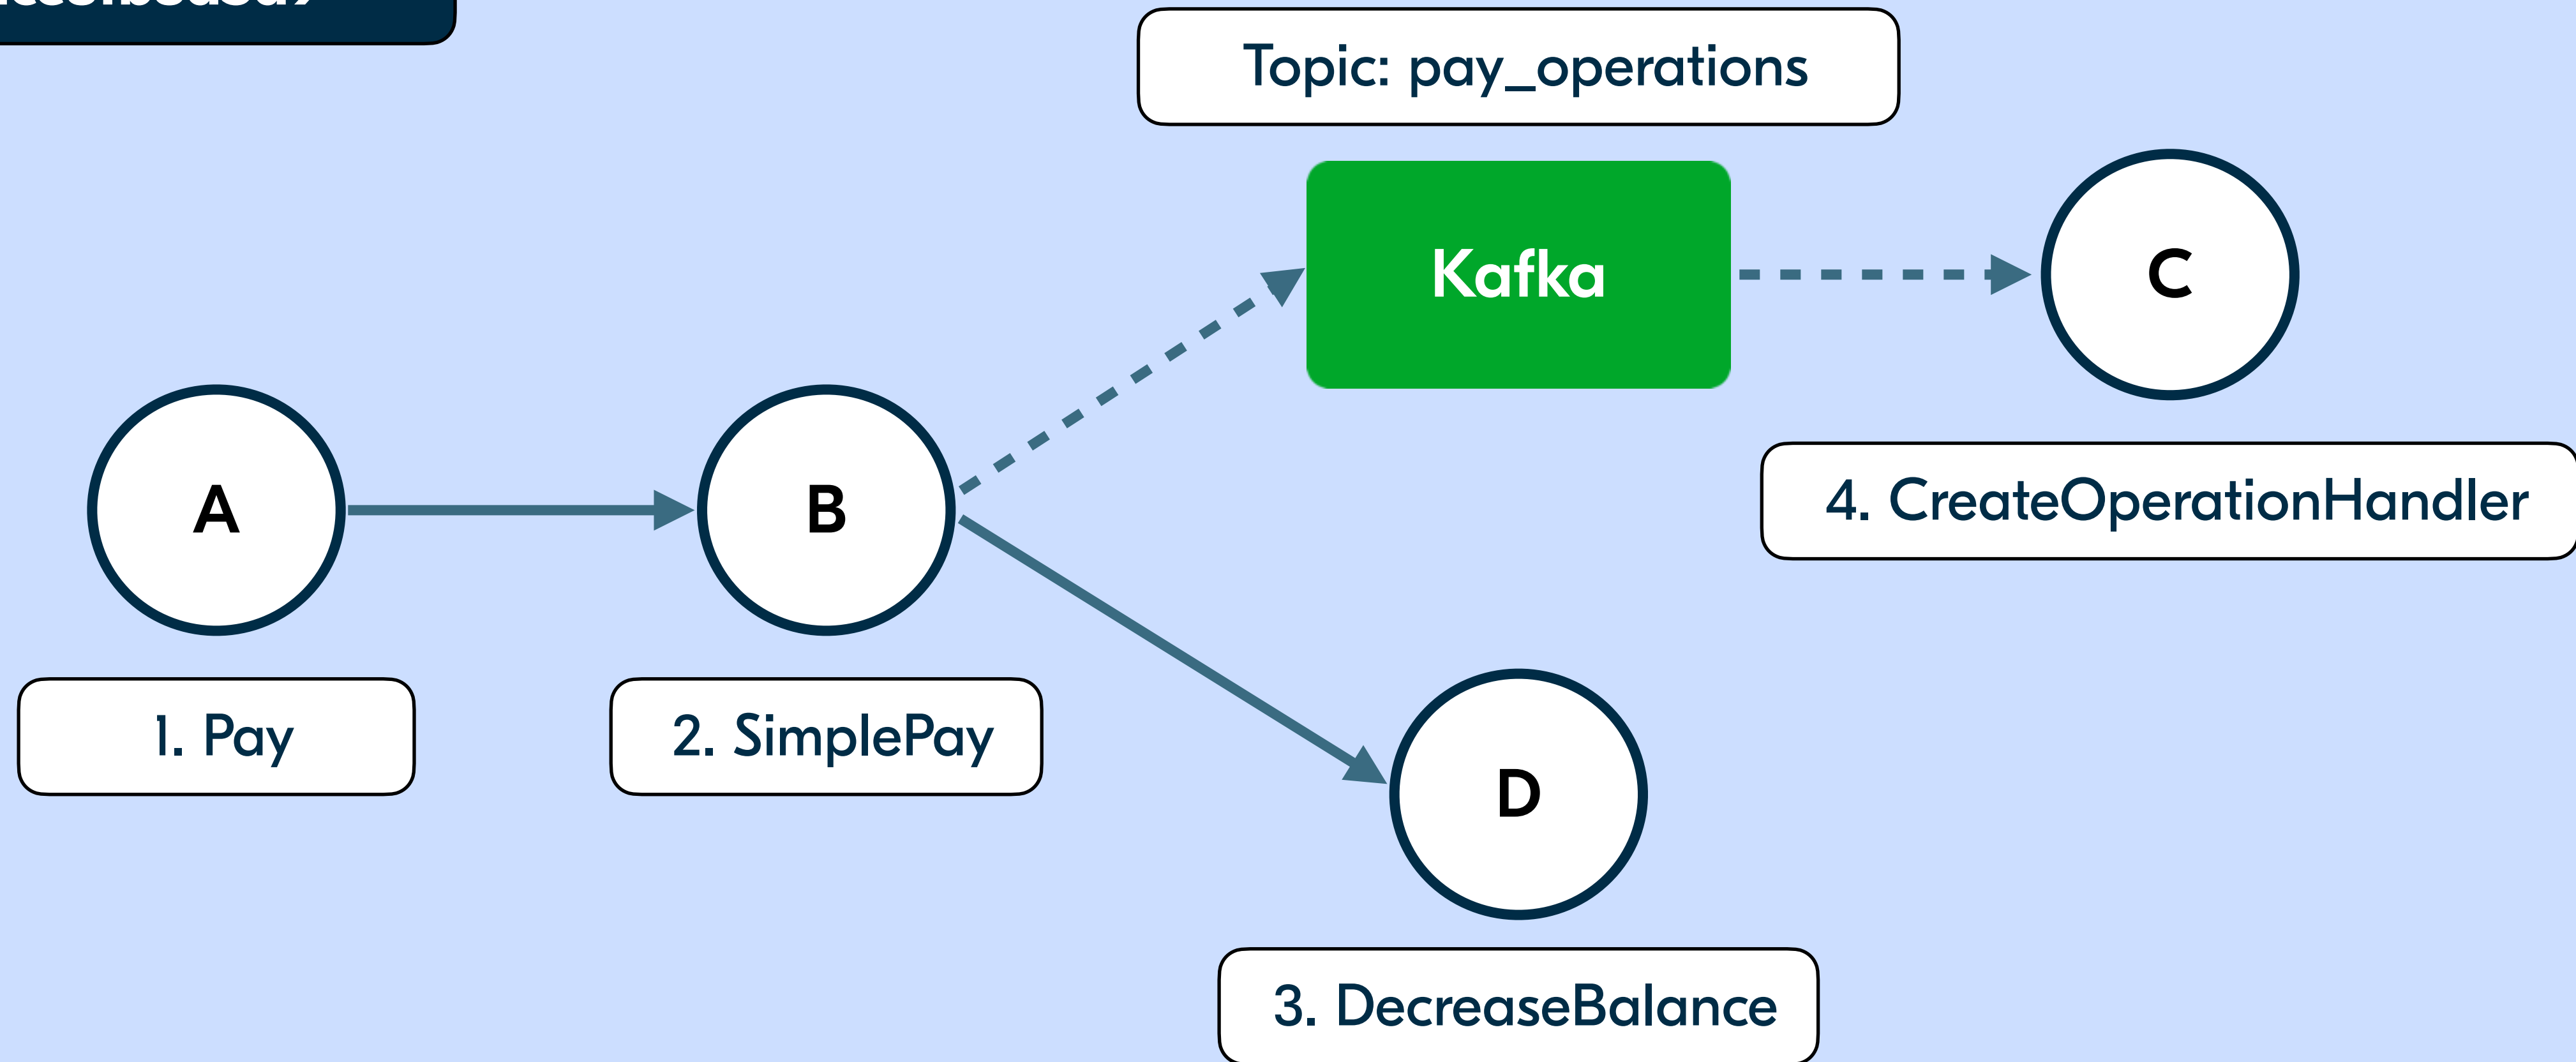 Topic: pay_operations
Kafka
C
A
B
4. CreateOperationHandler
1. Pay
2. SimplePay
D
3. DecreaseBalance